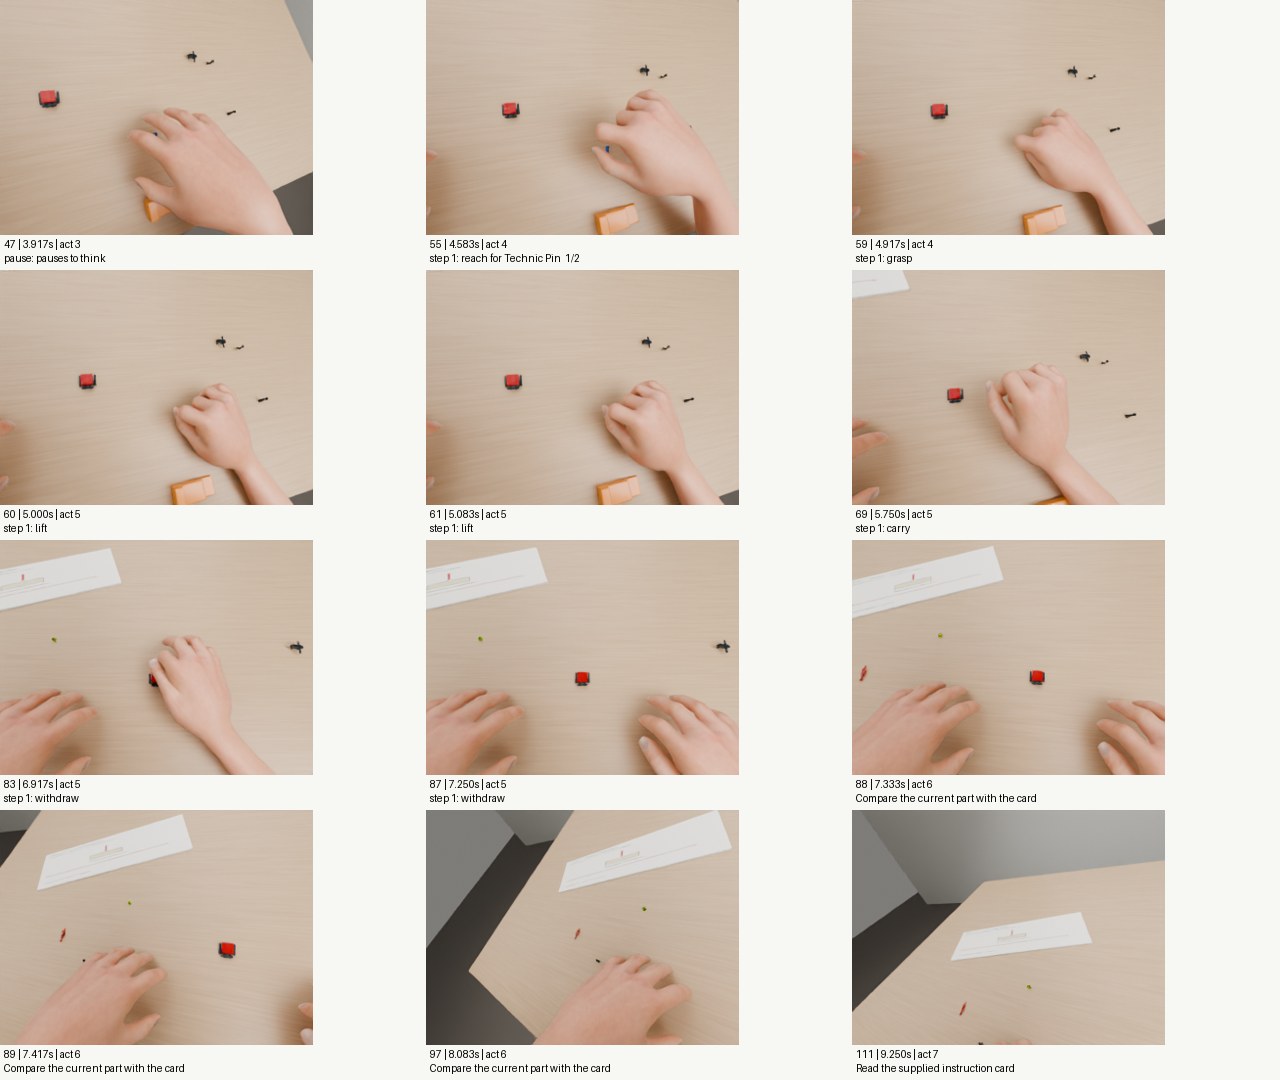 47 | 3.917s | act 3
pause: pauses to think
55 | 4.583s | act 4
step 1: reach for Technic Pin 1/2
59 | 4.917s | act 4
step 1: grasp
60 | 5.000s | act 5
step 1: lift
61 | 5.083s | act 5
step 1: lift
69 | 5.750s | act 5
step 1: carry
83 | 6.917s | act 5
step 1: withdraw
87 | 7.250s | act 5
step 1: withdraw
88 | 7.333s | act 6
Compare the current part with the card
89 | 7.417s | act 6
Compare the current part with the card
97 | 8.083s | act 6
Compare the current part with the card
111 | 9.250s | act 7
Read the supplied instruction card